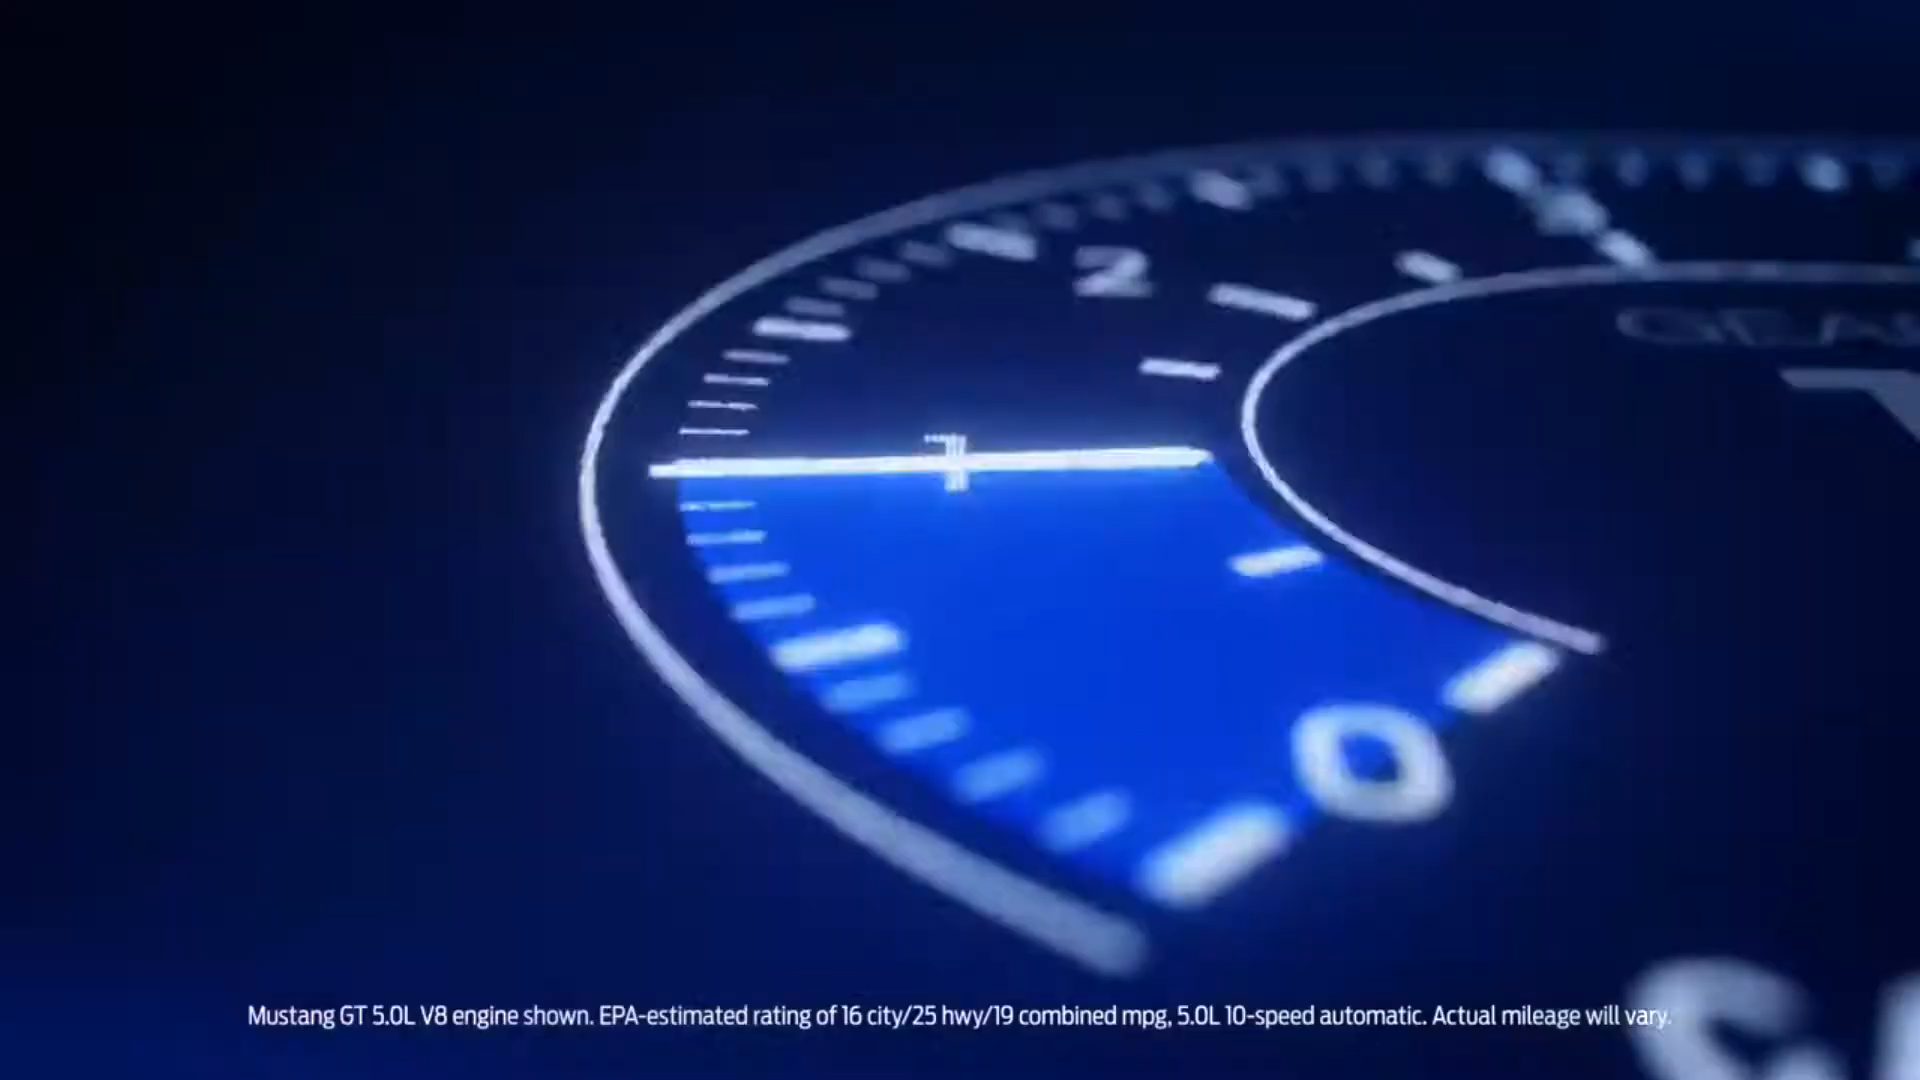 2
1
0
Mustang GT 5.0L V8 engine shown. EPA-estimated rating of 16 city/25 hwy/19 combined mpg, 5.0L 10-speed automatic. Actual mileage will vary.